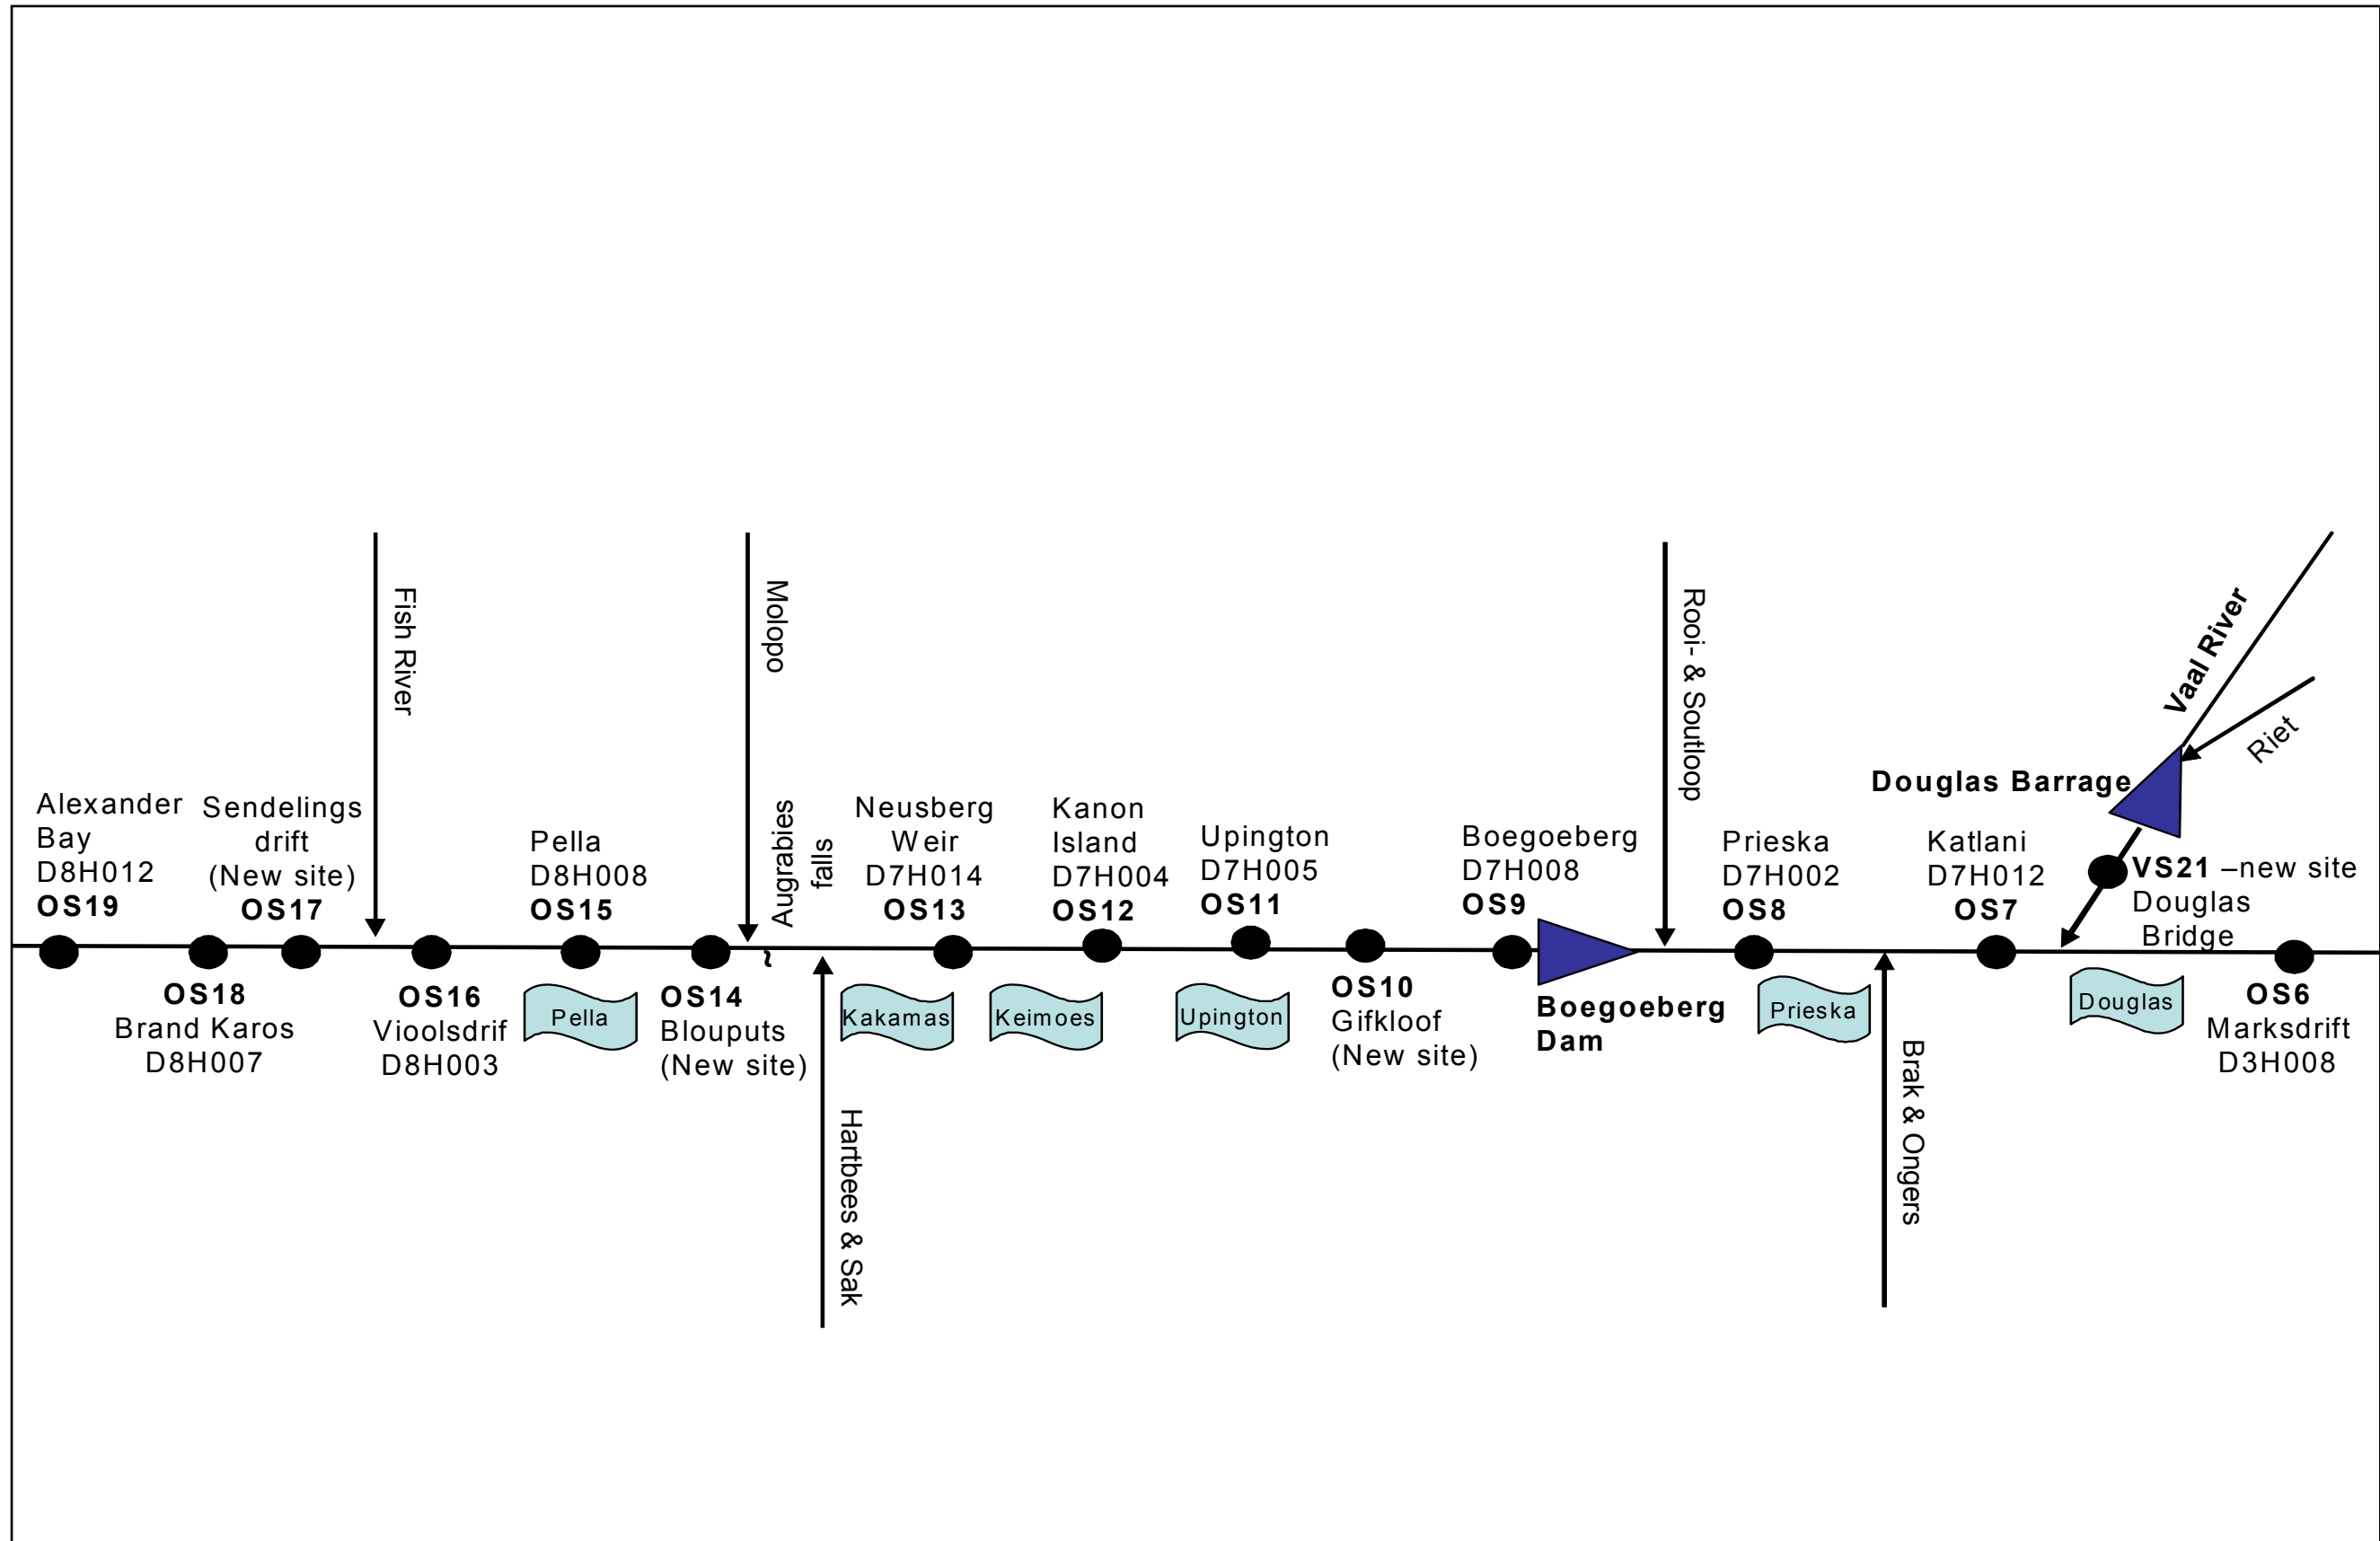 Fish River
Molopo
Rooi- & Soutloop
Vaal River
Riet
Douglas Barrage
Alexander
Bay
D8H012
OS19
Sendelings
drift
(New site)
OS17
Pella
D8H008
OS15
Augrabies
falls
Neusberg
Weir
D7H014
OS13
Kanon
Island
D7H004
OS12
Upington
D7H005
OS11
Boegoeberg
D7H008
OS9
Prieska
D7H002
OS8
Katlani
D7H012
OS7
VS21 –new site
Douglas
Bridge
~
OS18
Brand Karos
D8H007
OS16
Vioolsdrif
D8H003
Pella
OS14
Blouputs
(New site)
Kakamas
Keimoes
Upington
OS10
Gifkloof
(New site)
Boegoeberg
Dam
Prieska
Douglas
OS6
Marksdrift
D3H008
Hartbees & Sak
Brak & Ongers